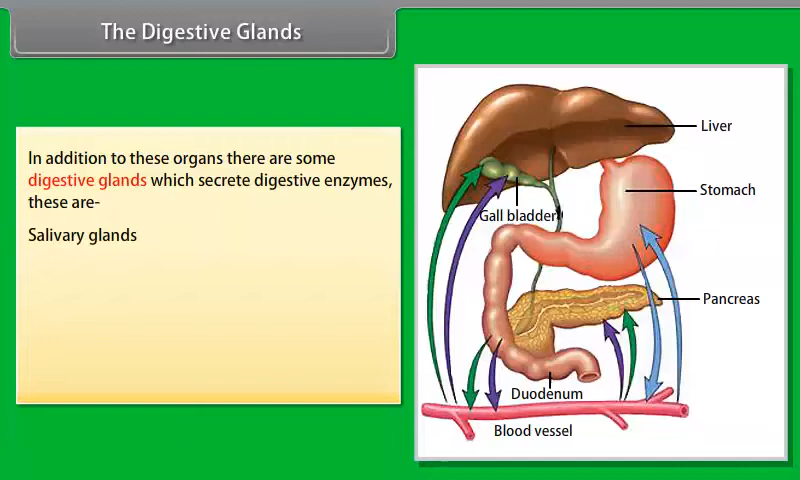 The Digestive Glands
In addition to these organs there are some
digestive glands which secrete digestive enzymes,
these are-
Salivary glands
Liver
Stomach
Gall bladder
Pancreas
Duodenum
Blood vessel